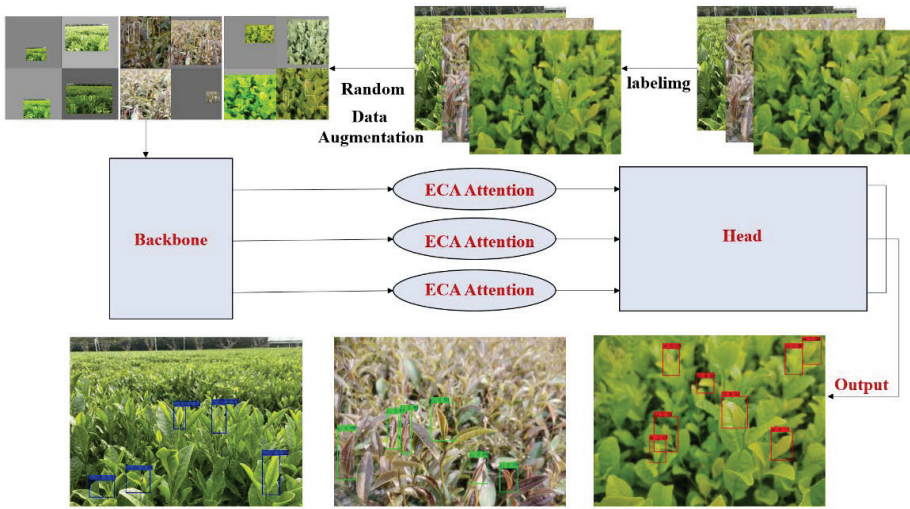 labelimg
Random
Data
Augmentation
ECA Attention
Backbone
ECA Attention
Head
ECA Attention
Output